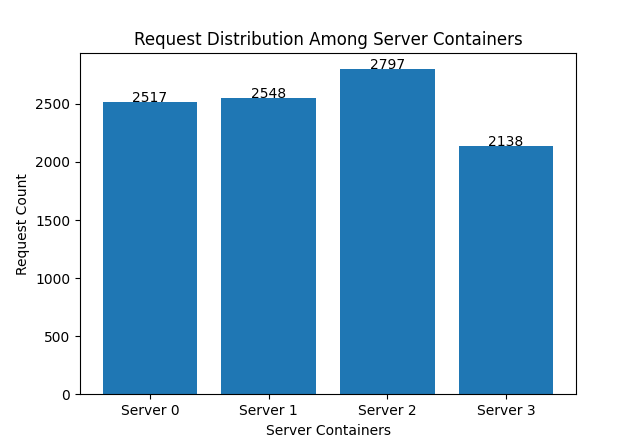 Request Distribution Among Server Containers
2797
2517
2548
2138
2500
2000
1500
1000
500
0
Request Count
Server 0
Server 1
Server 2
Server 3
Server Containers